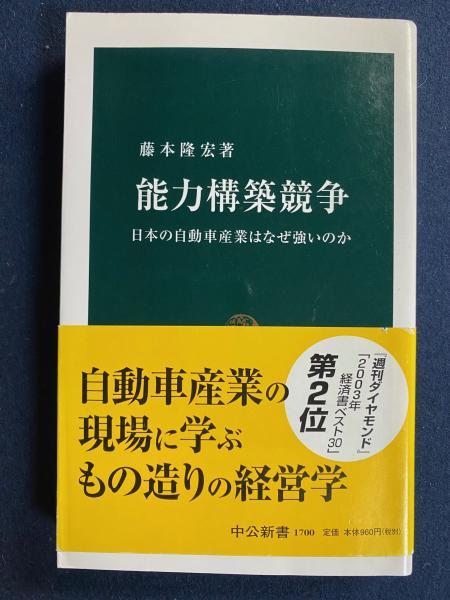 藤本隆宏著
能力構築競争
日本の自動車産業はなぜ強いのか
『週刊ダイヤモンド』
「2003年
経済書ベスト30」
第2位
自動車産業の
現場に学ぶ
もの造りの経営学
中公新書 1700 定価 本体960円(税別)